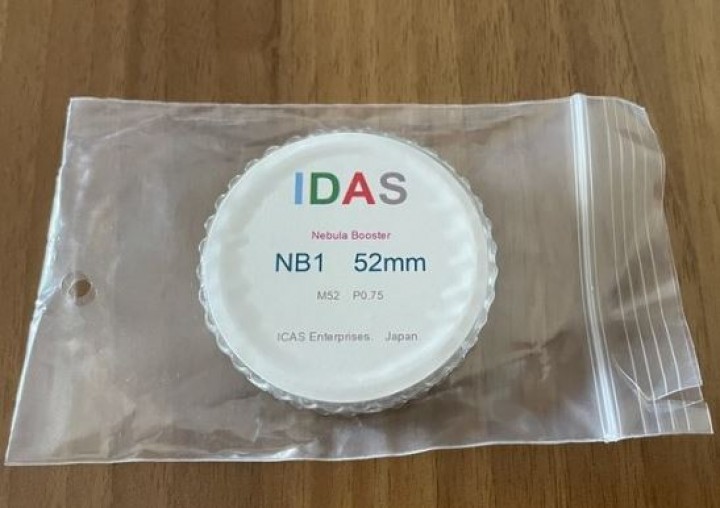 IDAS
Nebula Booster
NB1 52mm
M52 P0.75
ICAS Enterprises. Japan